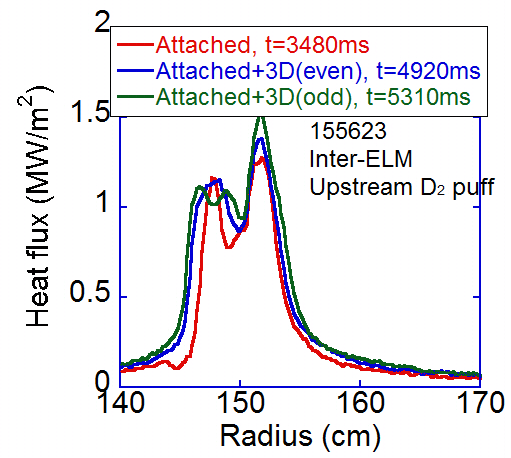 2
Attached, t=3480ms
Attached+3D(even), t=4920ms
Attached+3D(odd), t=5310ms
1.5
155623
Inter-ELM
Upstream D₂ puff
1
0.5
0
Heat flux (MW/m²)
140 150 160 170
Radius (cm)